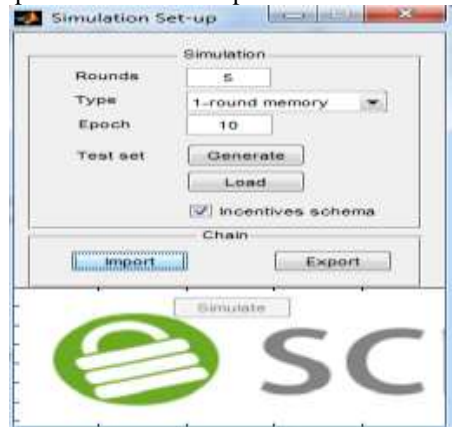 Simulation Set-up
Simulation
Rounds 5
Type 1-round memory
Epoch 10
Test set Generate
Load
Incentives schema
Chain
Import Export
Simulate
SC